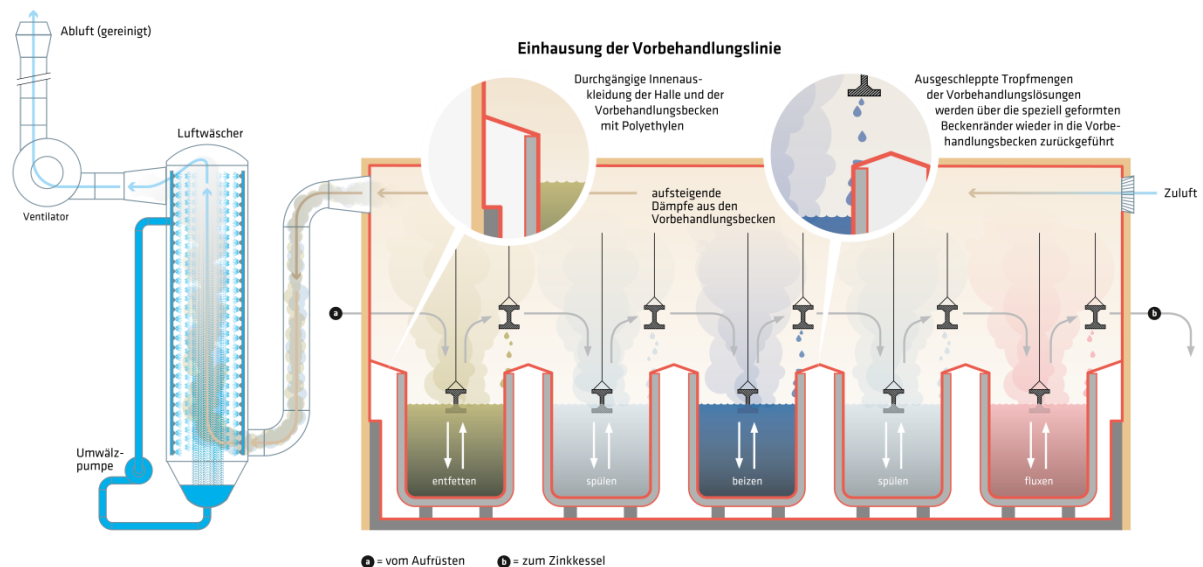 Abluft (gereinigt)
Einhausung der Vorbehandlungslinie
Durchgängige Innenaus-
kleidung der Halle und der
Vorbehandlungsbecken
mit Polyethylen
Ausgeschleppte Tropfmengen
der Vorbehandlungslösungen
werden über die speziell geformten
Beckenränder wieder in die Vorbe-
handlungsbecken zurückgeführt
Luftwäscher
Ventilator
aufsteigende
Dämpfe aus den
Vorbehandlungsbecken
Zuluft
a
b
Umwälz-
pumpe
entfetten
spülen
beizen
spülen
fluxen
a = vom Aufrüsten
b = zum Zinkkessel